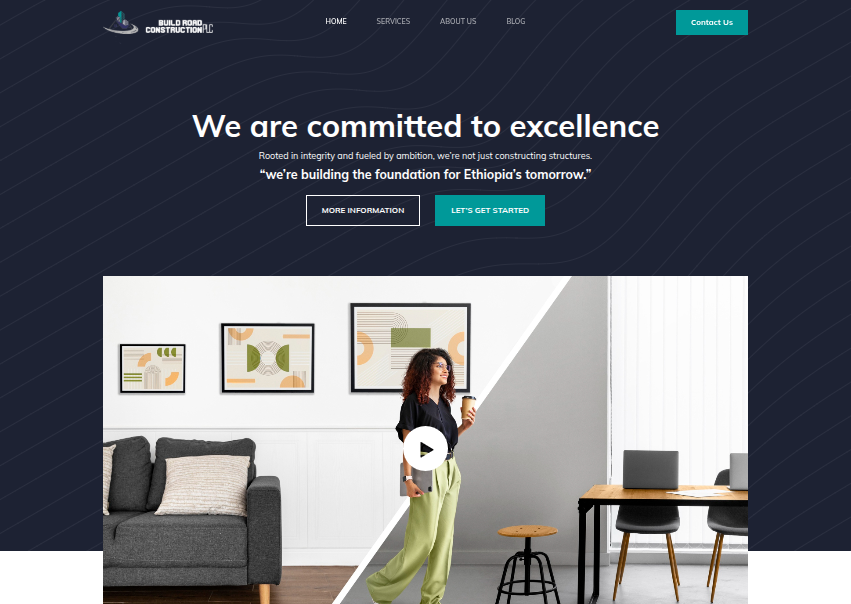 BUILD ROAD
CONSTRUCTION PLC
HOME
SERVICES
ABOUT US
BLOG
Contact Us
We are committed to excellence
Rooted in integrity and fueled by ambition, we're not just constructing structures.
“we're building the foundation for Ethiopia's tomorrow.”
MORE INFORMATION
LET'S GET STARTED